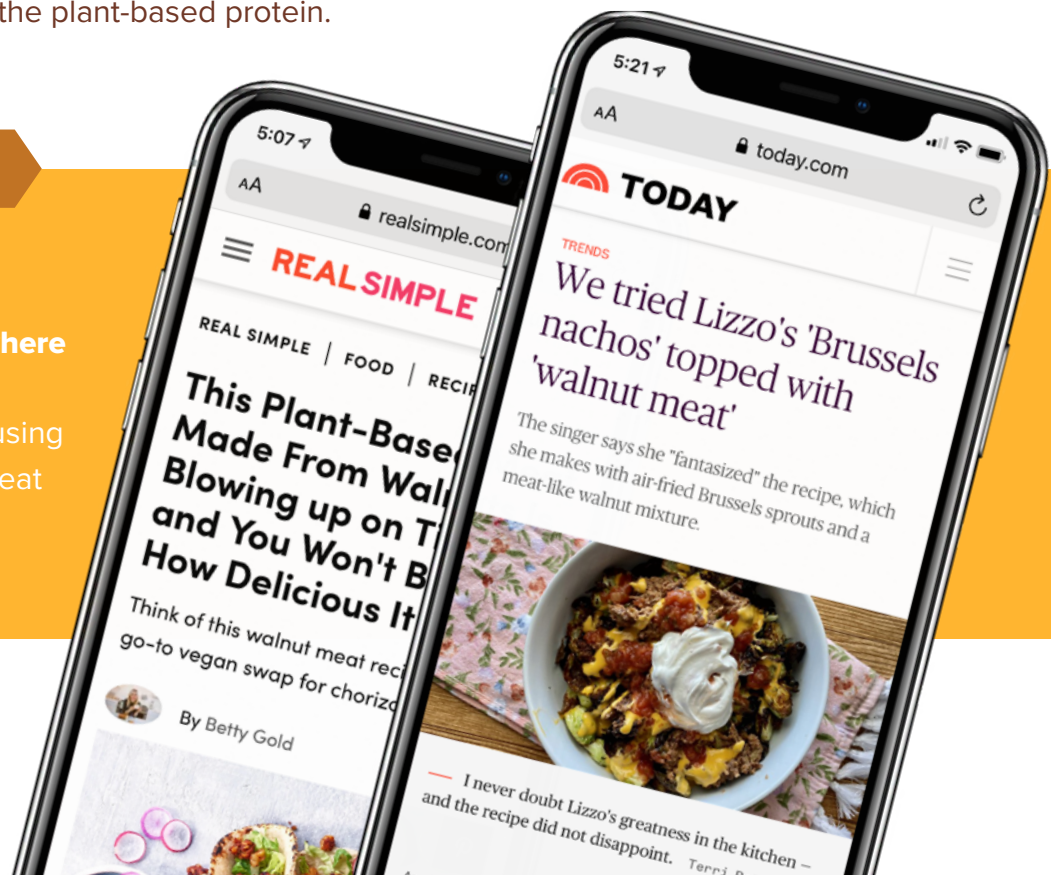 the plant-based protein.
here
using
eat
5:07
AA
realsimple.com
REAL SIMPLE
REAL SIMPLE | FOOD |
This Plant-Based
Made From
Blowing up on
and You Won't
How Delicious It
Think of this walnut meat
go-to vegan swap for chorizo
By Betty Gold
5:21
AA
today.com
TODAY
TRENDS
We tried Lizzo's 'Brussels
nachos' topped with
'walnut meat'
The singer says she "fantasized" the recipe, which
she makes with air-fried Brussels sprouts and a
meat-like walnut mixture.
— I never doubt Lizzo's greatness in the kitchen —
and the recipe did not disappoint. Terri